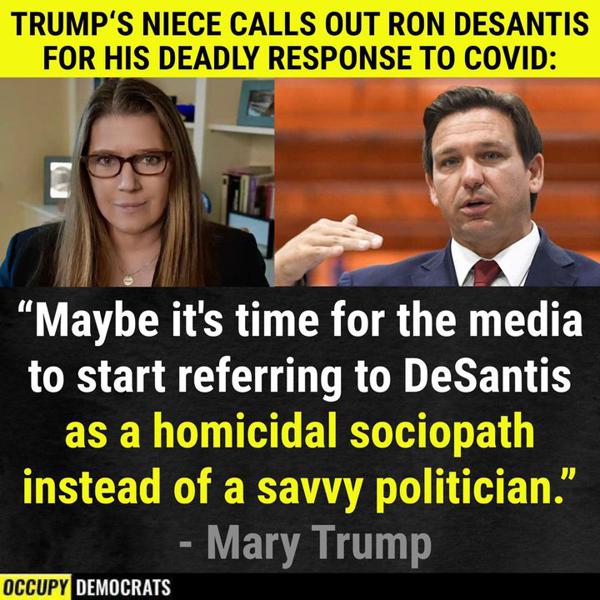 TRUMP‘S NIECE CALLS OUT RON DESANTIS
FOR HIS DEADLY RESPONSE TO COVID:
“Maybe it's time for the media
to start referring to DeSantis
as a homicidal sociopath
instead of a savvy politician.”
- Mary Trump
OCCUPY DEMOCRATS